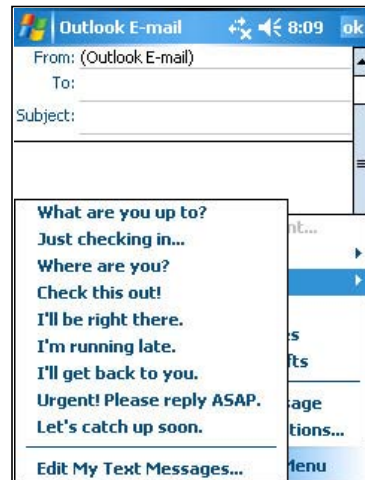 Outlook E-mail 8:09 ok
From: (Outlook E-mail)
To:
Subject:
What are you up to?
Just checking in...
Where are you?
Check this out!
I'll be right there.
I'm running late.
I'll get back to you.
Urgent! Please reply ASAP.
Let's catch up soon.
Edit My Text Messages...
nt...
s
fts
sage
tions...
Menu